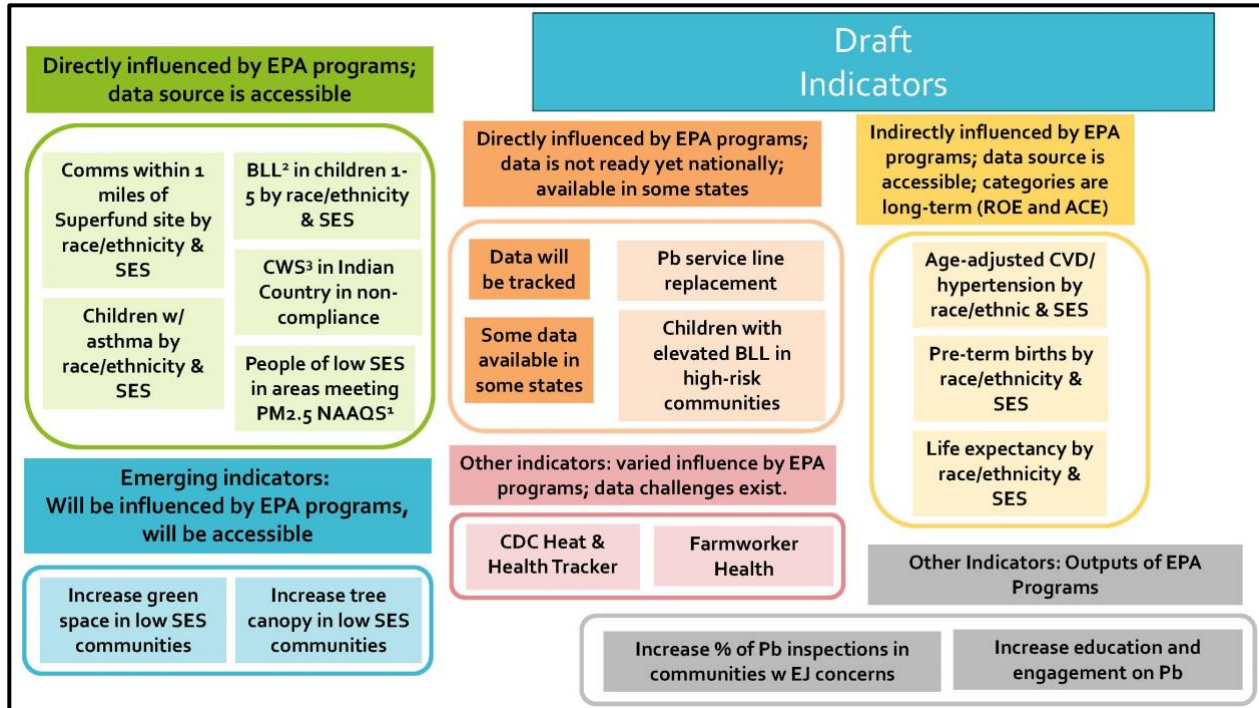 Draft
Indicators
Directly influenced by EPA programs;
data source is accessible
Comms within 1
miles of
Superfund site by
race/ethnicity &
SES
Children w/
asthma by
race/ethnicity &
SES
BLL² in children 1-
5 by race/ethnicity
& SES
CWS³ in Indian
Country in non-
compliance
People of low SES
in areas meeting
PM2.5 NAAQS¹
Directly influenced by EPA programs;
data is not ready yet nationally;
available in some states
Data will
be tracked
Pb service line
replacement
Some data
available in
some states
Children with
elevated BLL in
high-risk
communities
Indirectly influenced by EPA
programs; data source is
accessible; categories are
long-term (ROE and ACE)
Age-adjusted CVD/
hypertension by
race/ethnic & SES
Pre-term births by
race/ethnicity &
SES
Life expectancy by
race/ethnicity &
SES
Emerging indicators:
Will be influenced by EPA programs,
will be accessible
Increase green
space in low SES
communities
Increase tree
canopy in low SES
communities
Other indicators: varied influence by EPA
programs; data challenges exist.
CDC Heat &
Health Tracker
Farmworker
Health
Other Indicators: Outputs of EPA
Programs
Increase % of Pb inspections in
communities w EJ concerns
Increase education and
engagement on Pb